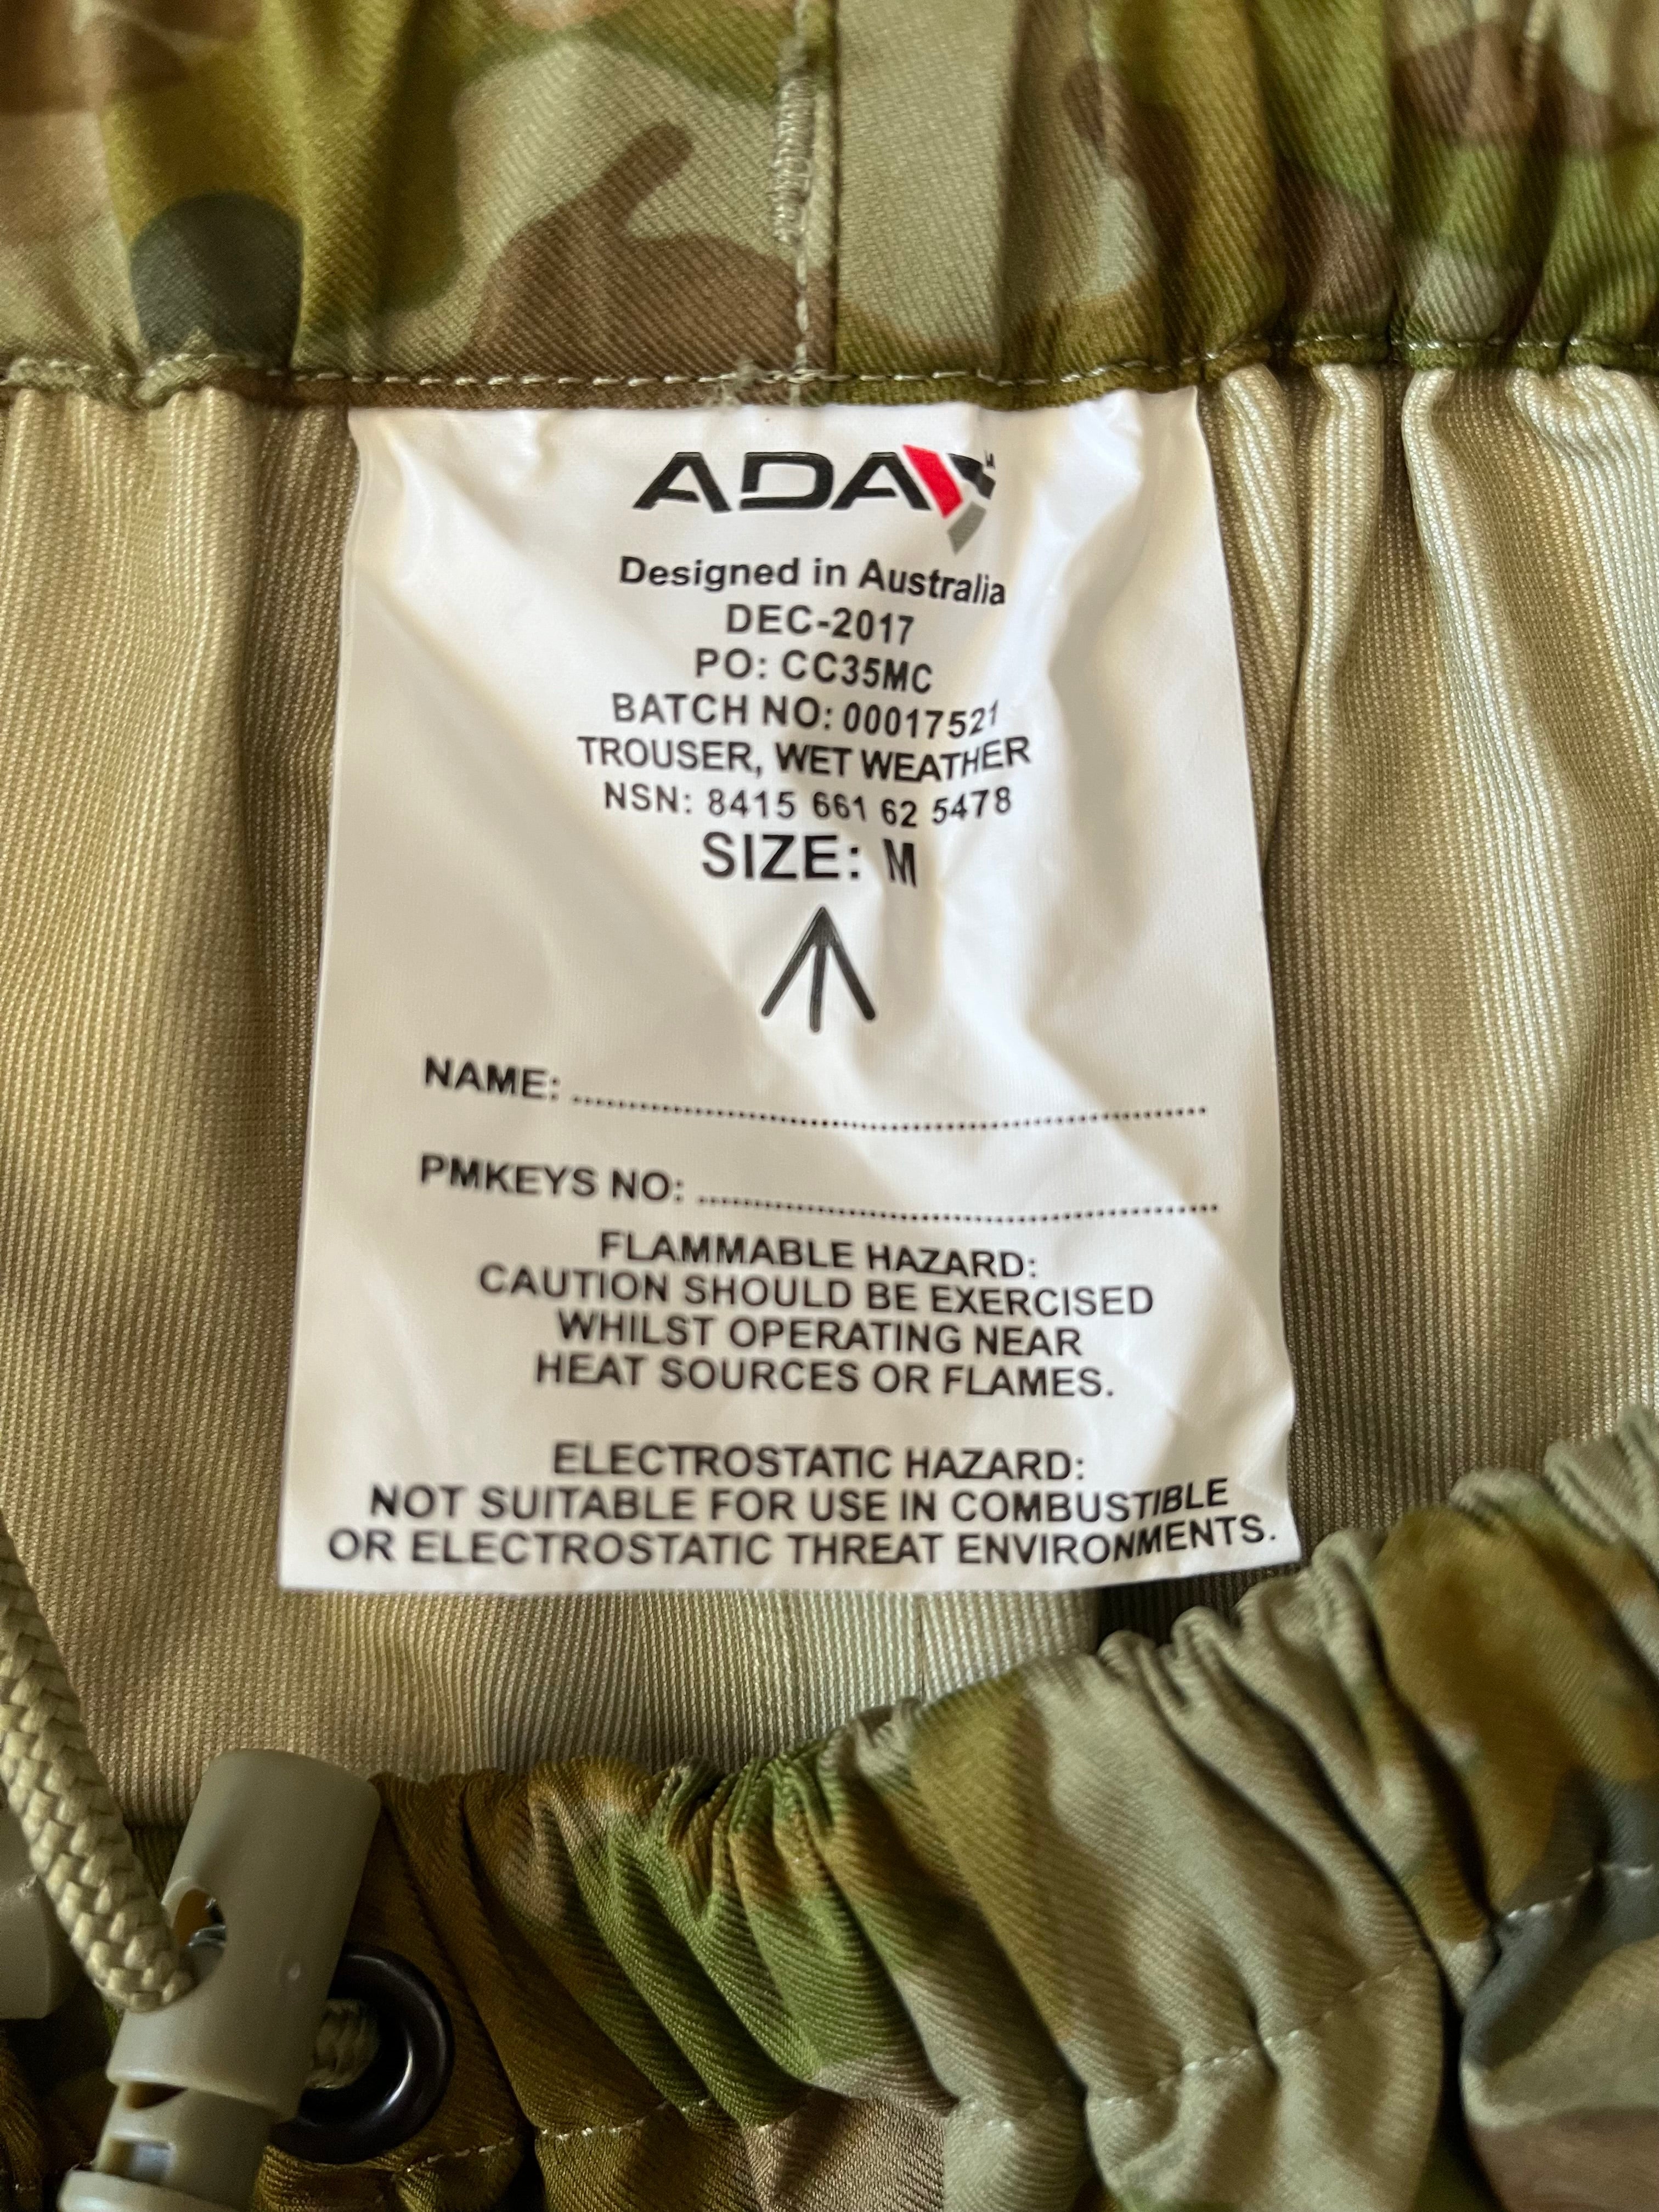 ADA
Designed in Australia
DEC-2017
PO: CC35MC
BATCH NO: 00017521
TROUSER, WET WEATHER
NSN: 8415 661 62 5478
SIZE: M
NAME: ................................................
PMKEYS NO: ................................................
FLAMMABLE HAZARD:
CAUTION SHOULD BE EXERCISED
WHILST OPERATING NEAR
HEAT SOURCES OR FLAMES.
ELECTROSTATIC HAZARD:
NOT SUITABLE FOR USE IN COMBUSTIBLE
OR ELECTROSTATIC THREAT ENVIRONMENTS.